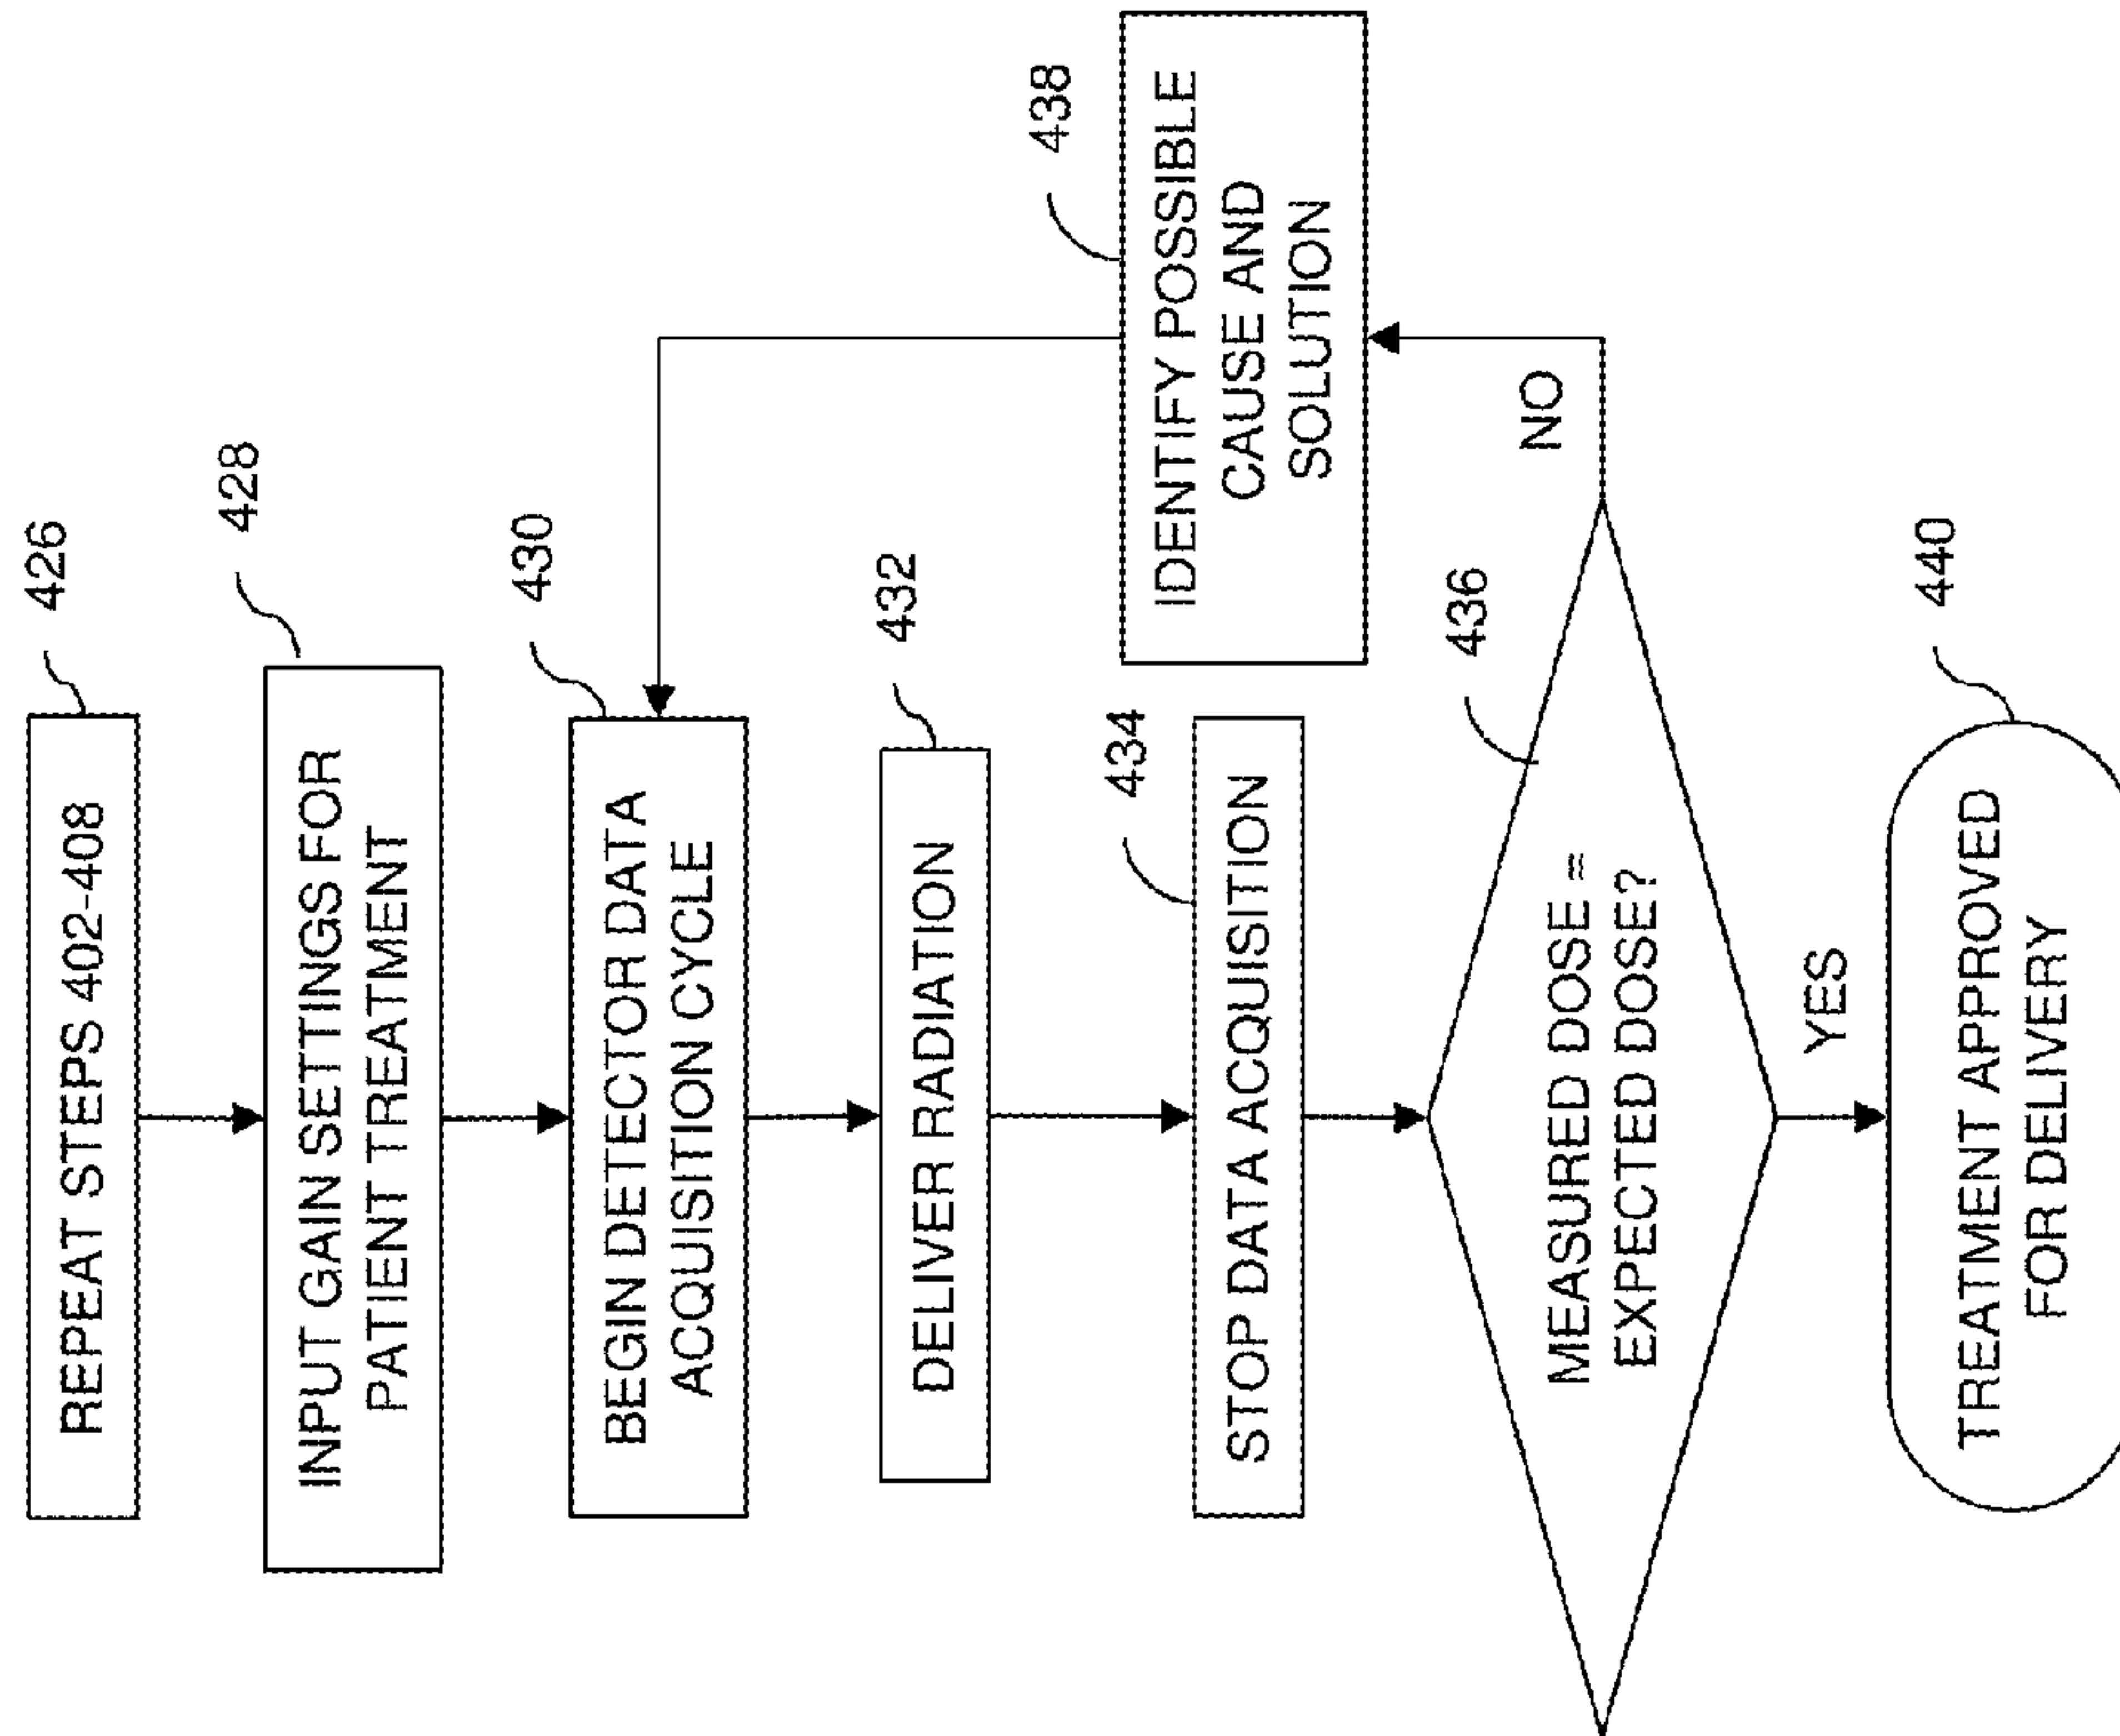 426
REPEAT STEPS 402-408
428
INPUT GAIN SETTINGS FOR
PATIENT TREATMENT
430
BEGIN DETECTOR DATA
ACQUISITION CYCLE
432
DELIVER RADIATION
434
STOP DATA ACQUISITION
436
MEASURED DOSE =
EXPECTED DOSE?
NO
438
IDENTIFY POSSIBLE
CAUSE AND
SOLUTION
YES
440
TREATMENT APPROVED
FOR DELIVERY